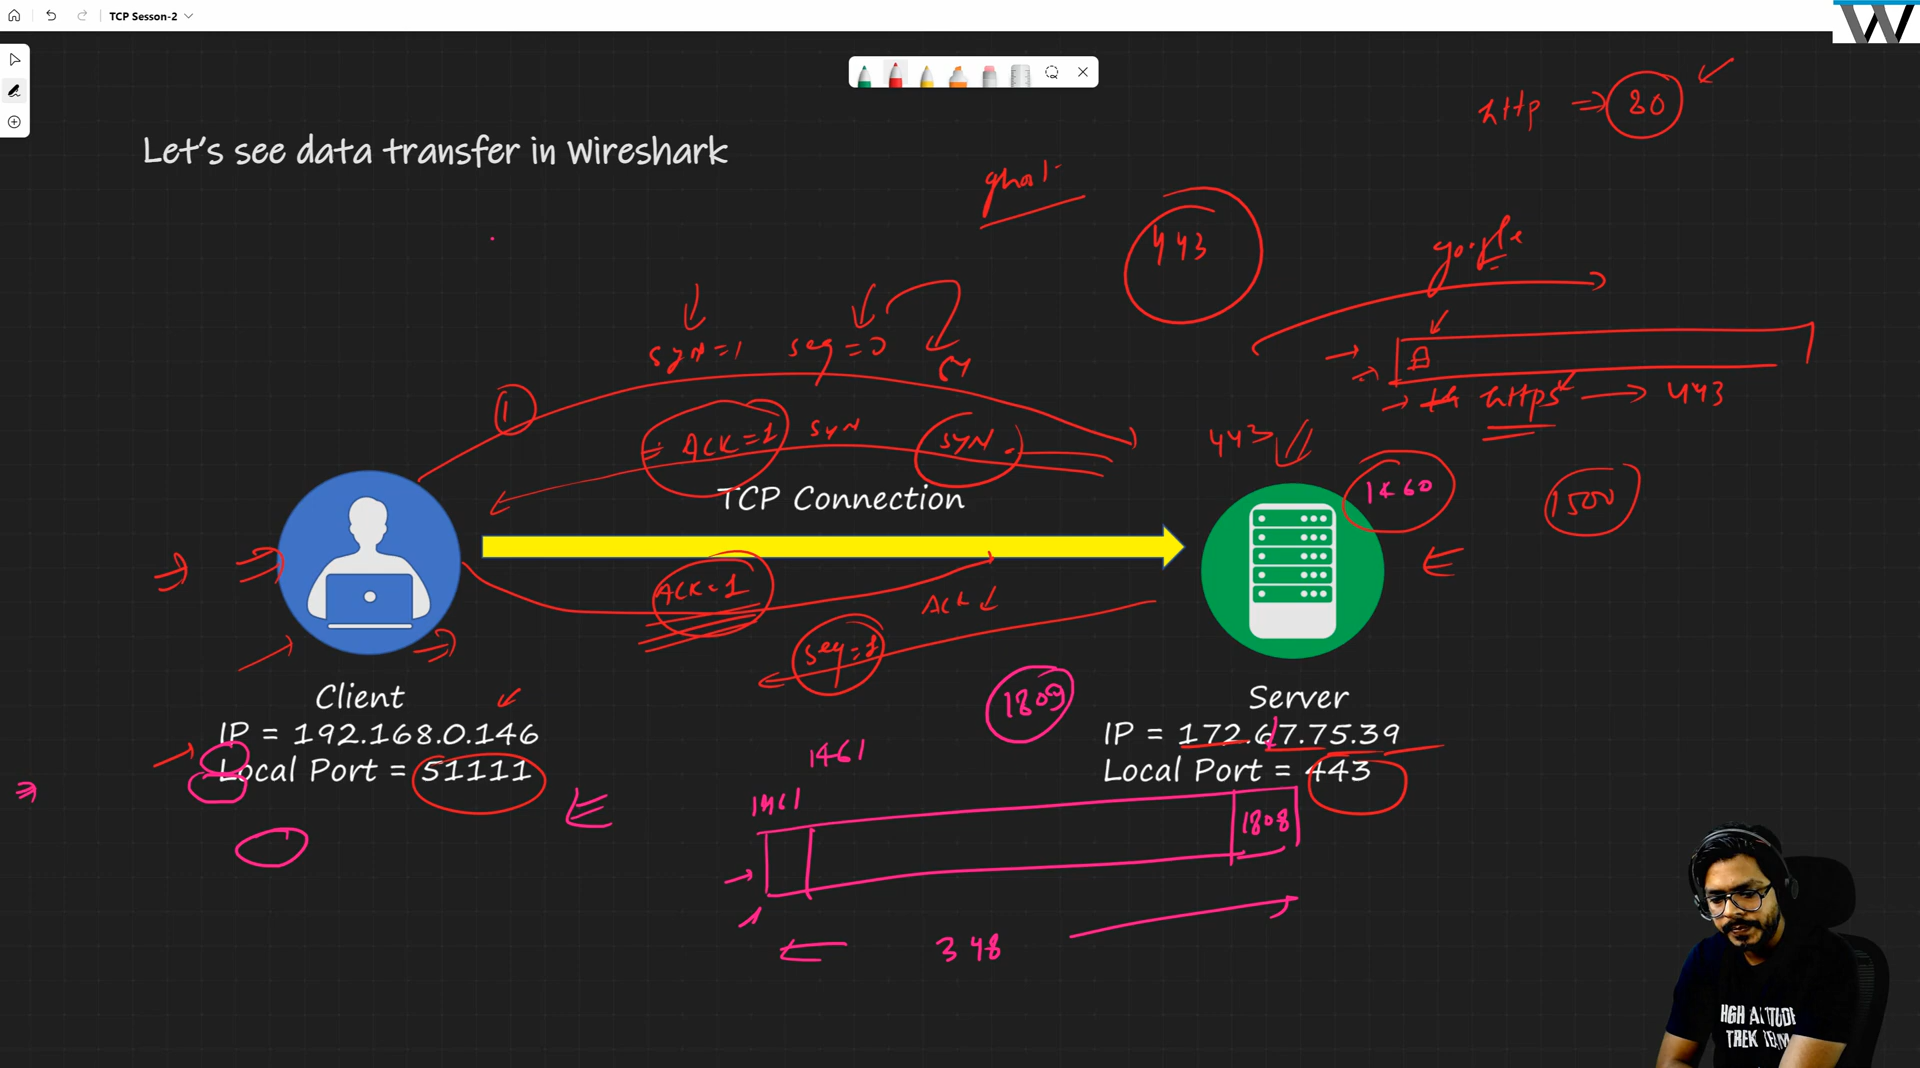 TCP Sesson-2
W
http ⇒ 80
Let's see data transfer in Wireshark
443
google
syn=1 seq=0
https → 443
ACK=1 SYN SYN
443
1460
1500
TCP Connection
ACK=1
ACK
seq=1
Client
Server
1809
IP = 192.168.0.146
IP = 172.67.75.39
1461
Local Port = 51111
Local Port = 443
1461
1808
348
HGH ALTITUDE
TREK TEAM